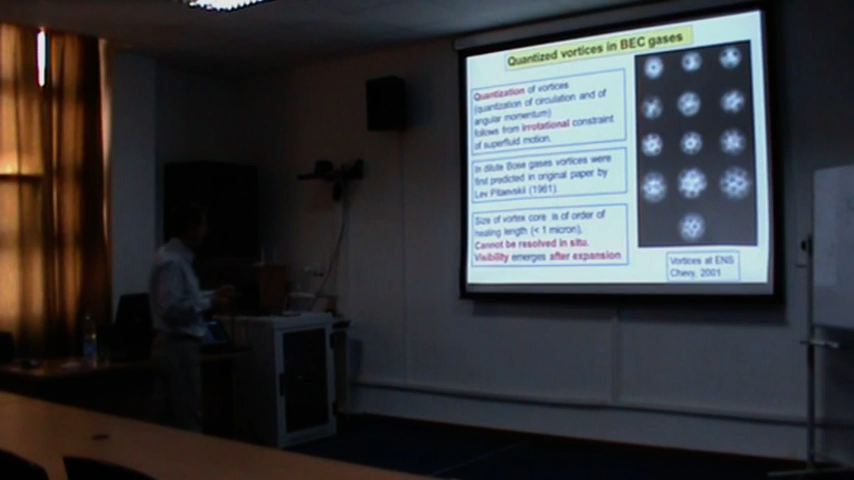 Quantized vortices in BEC gases
Quantization of vortices
(quantization of circulation and of
angular momentum)
follows from irrotational constraint
of superfluid motion.
In dilute Bose gases vortices were
first predicted in original paper by
Lev Pitaevskii (1961).
Size of vortex core is of order of
healing length (< 1 micron).
Cannot be resolved in situ.
Visibility emerges after expansion
Vortices at ENS
Chevy, 2001